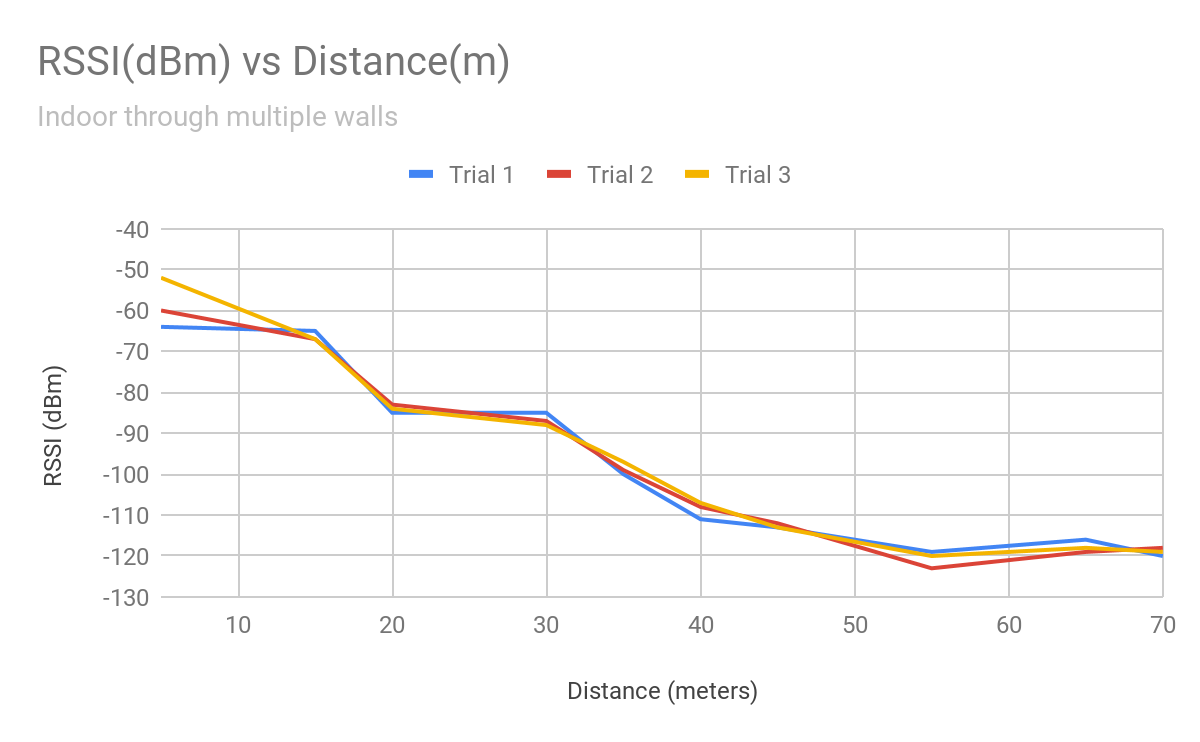 RSSI(dBm) vs Distance(m)
Indoor through multiple walls
Trial 1 Trial 2 Trial 3
-40
-50
-60
-70
-80
-90
-100
-110
-120
-130
RSSI (dBm)
10 20 30 40 50 60 70
Distance (meters)